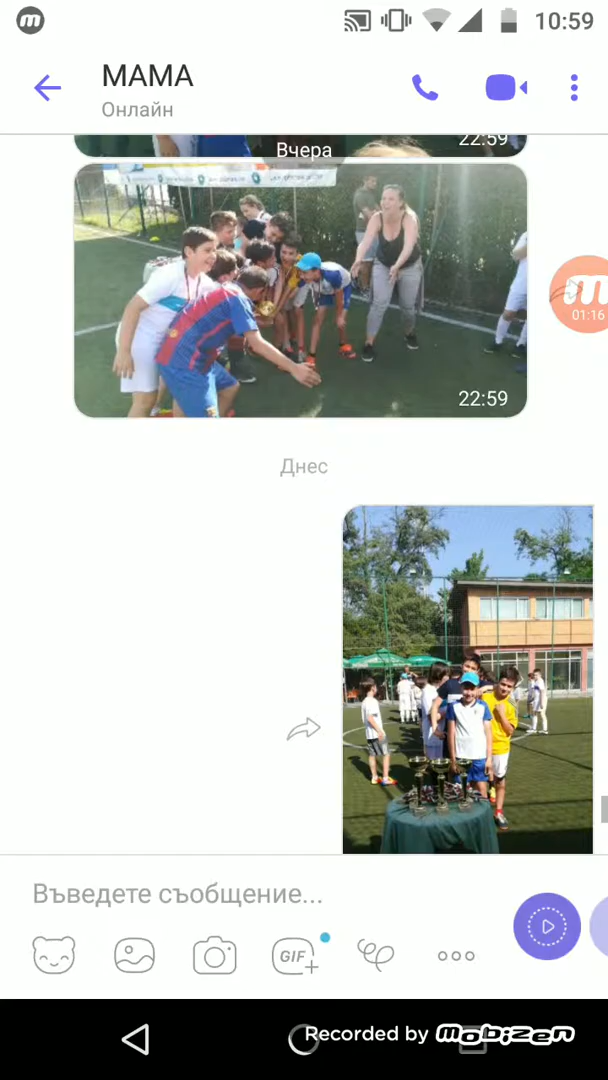 m
10:59
МАМА
Онлайн
22:59
Вчера
m
01:16
22:59
Днес
Въведете съобщение...
GIF
Recorded by mobizen